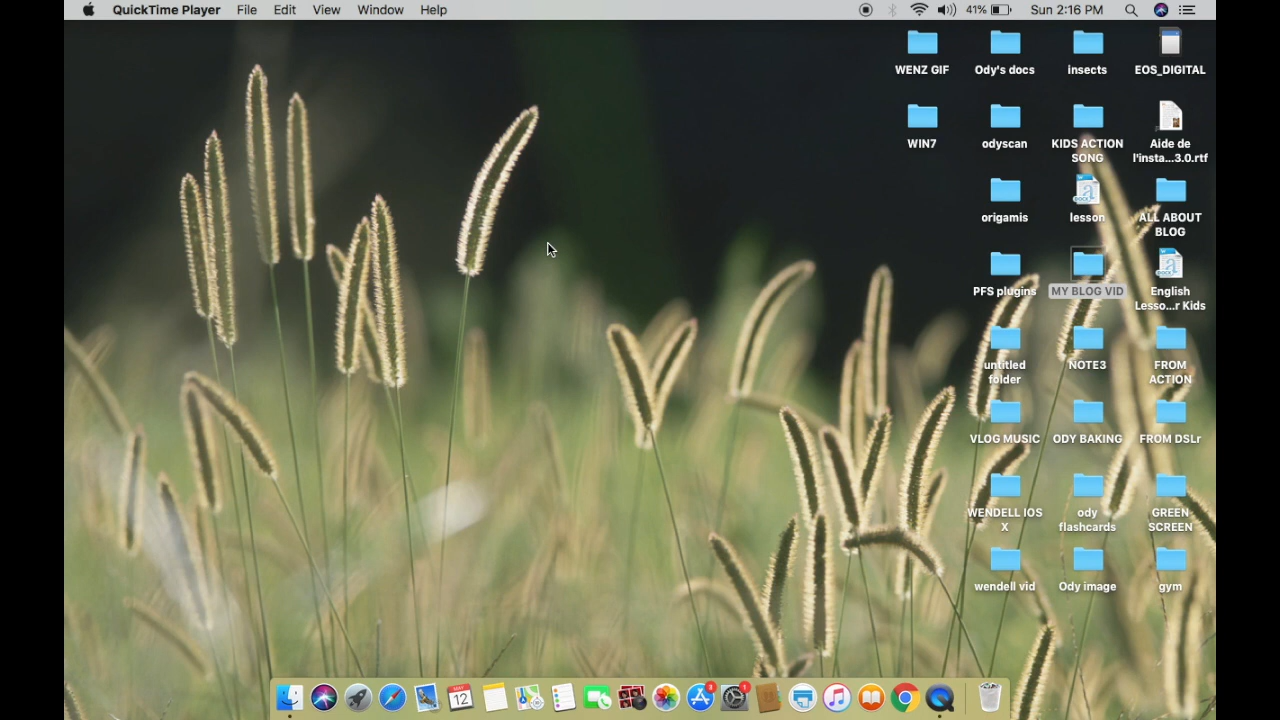 QuickTime Player File Edit View Window Help 41% Sun 2:16 PM
WENZ GIF Ody's docs insects EOS_DIGITAL
WIN7 odyscan KIDS ACTION Aide de
SONG l'insta...3.0.rtf
origamis lesson ALL ABOUT
BLOG
PFS plugins MY BLOG VID English
Lesso...r Kids
untitled NOTE3 FROM
folder ACTION
VLOG MUSIC ODY BAKING FROM DSLr
WENDELL IOS ody GREEN
X flashcards SCREEN
wendell vid Ody image gym
MAY
12